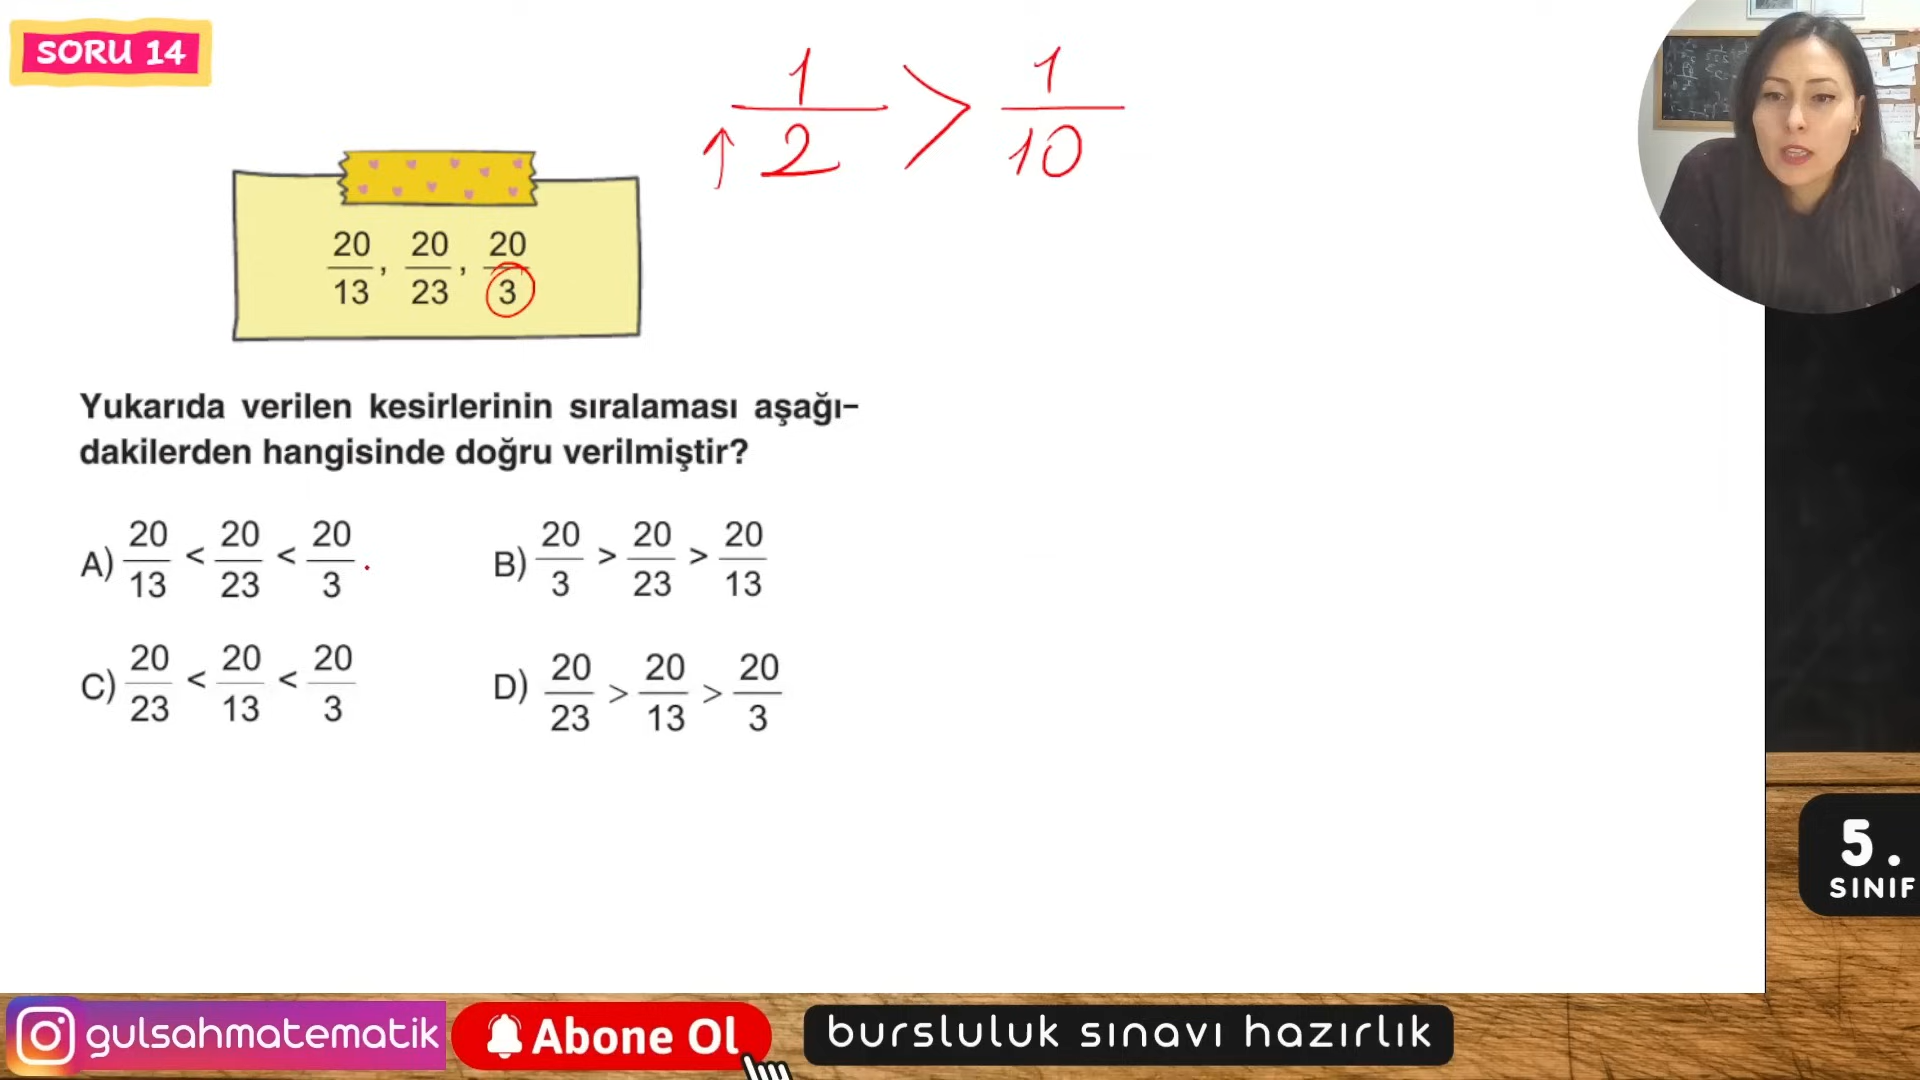 SORU 14
1/2 > 1/10
20/13, 20/23, 20/3
Yukarıda verilen kesirlerinin sıralaması aşağı-
dakilerden hangisinde doğru verilmiştir?
A) 20/13 < 20/23 < 20/3
B) 20/3 > 20/23 > 20/13
C) 20/23 < 20/13 < 20/3
D) 20/23 > 20/13 > 20/3
5.
SINIF
gulsahmatematik
Abone Ol
bursluluk sınavı hazırlık